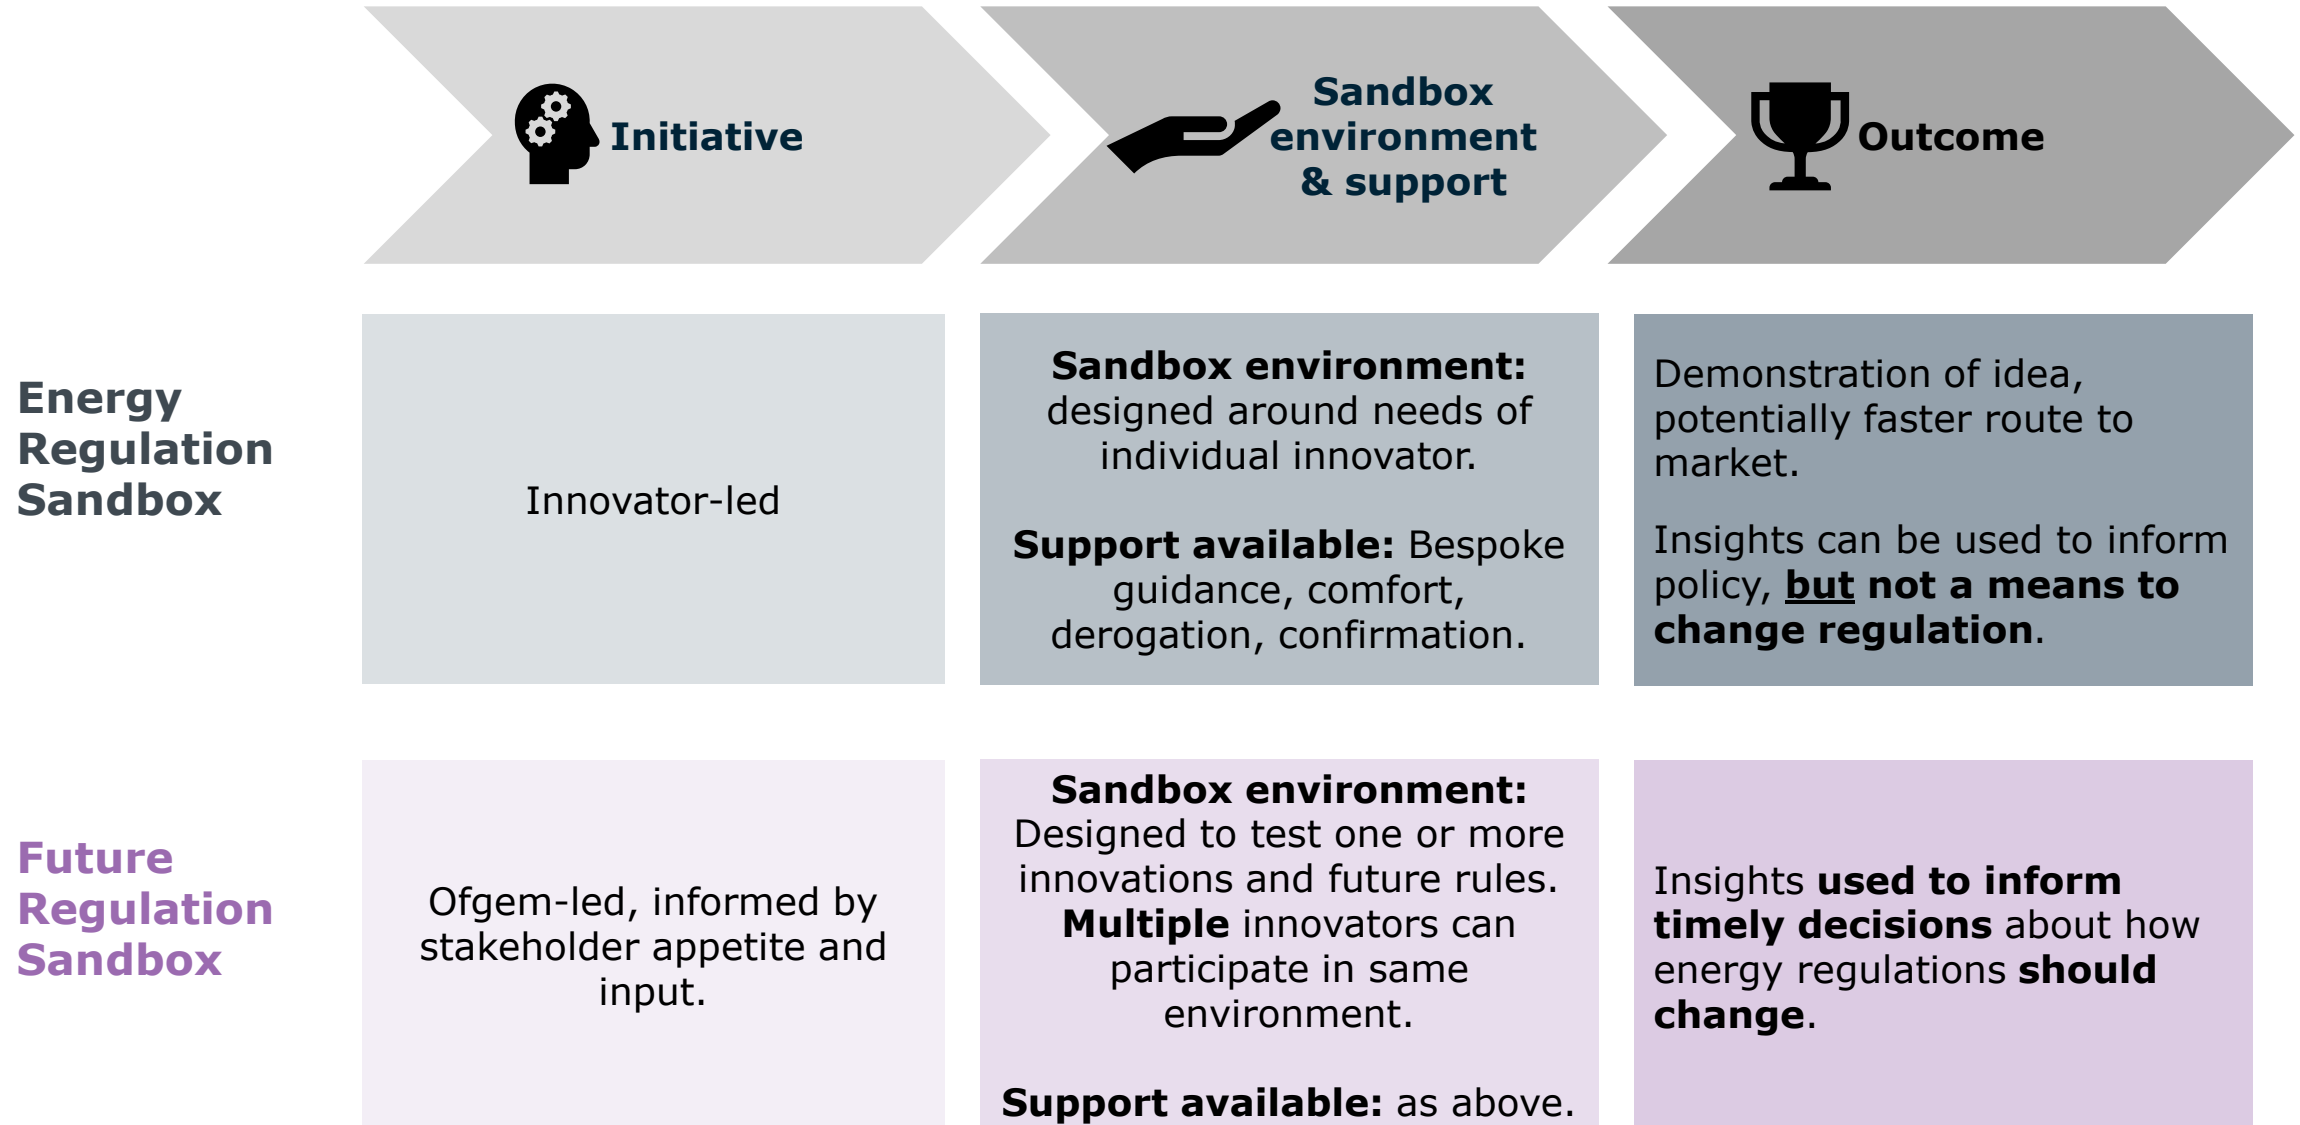 Initiative
Sandbox
environment
& support
Outcome
Energy
Regulation
Sandbox
Innovator-led
Sandbox environment:
designed around needs of
individual innovator.
Support available: Bespoke
guidance, comfort,
derogation, confirmation.
Demonstration of idea,
potentially faster route to
market.
Insights can be used to inform
policy, but not a means to
change regulation.
Future
Regulation
Sandbox
Ofgem-led, informed by
stakeholder appetite and
input.
Sandbox environment:
Designed to test one or more
innovations and future rules.
Multiple innovators can
participate in same
environment.
Support available: as above.
Insights used to inform
timely decisions about how
energy regulations should
change.